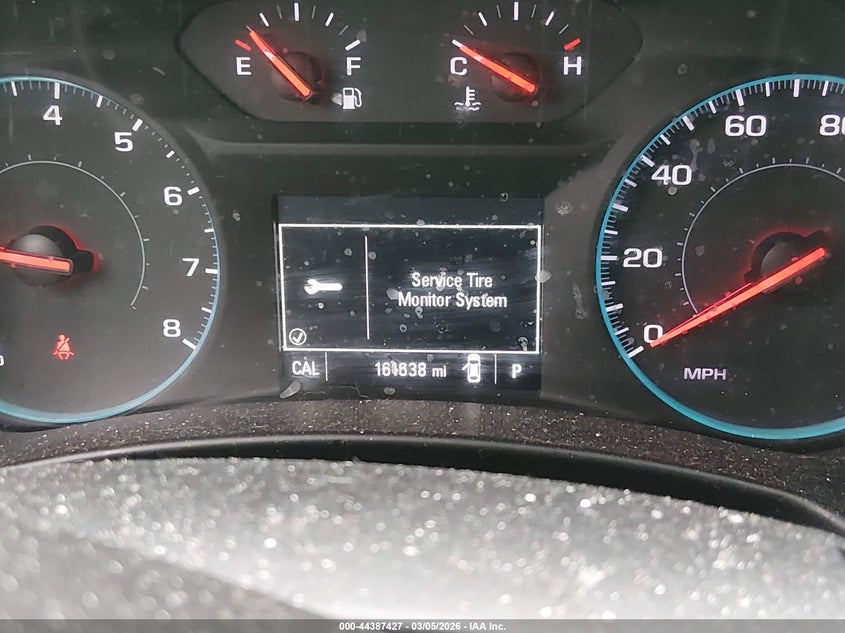 E F C H
4 5 6 7 8
60 80
40
20
0
MPH
Service Tire
Monitor System
CAL mi P
000-44387427 - 03/05/2026 - IAA Inc.